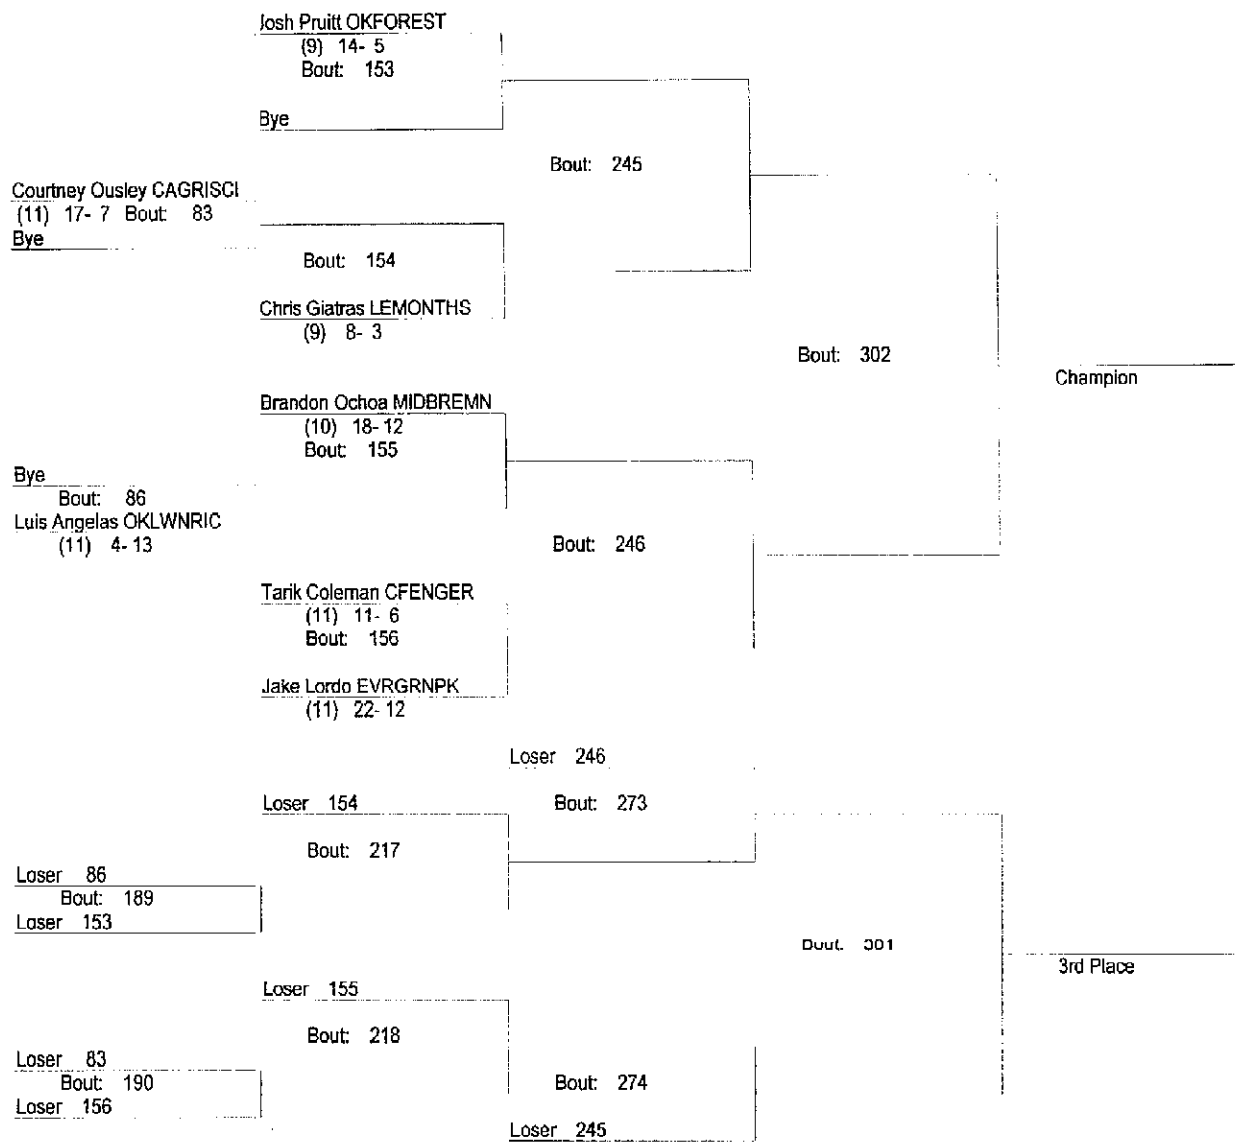 Josh Pruitt OKFOREST
(9) 14- 5
Bout: 153
Bye
Bout: 245
Courtney Ousley CAGRISCI
(11) 17- 7 Bout: 83
Bye
Bout: 154
Chris Giatras LEMONTHS
(9) 8- 3
Bout: 302
Champion
Brandon Ochoa MIDBREMN
(10) 18- 12
Bout: 155
Bye
Bout: 86
Luis Angelas OKLWNRIC
(11) 4- 13
Bout: 246
Tarik Coleman CFENGER
(11) 11- 6
Bout: 156
Jake Lordo EVRGRNPK
(11) 22- 12
Loser 246
Bout: 273
Loser 154
Bout: 217
Loser 86
Bout: 189
Loser 153
Bout: 301
3rd Place
Loser 155
Bout: 218
Loser 83
Bout: 190
Loser 156
Bout: 274
Loser 245